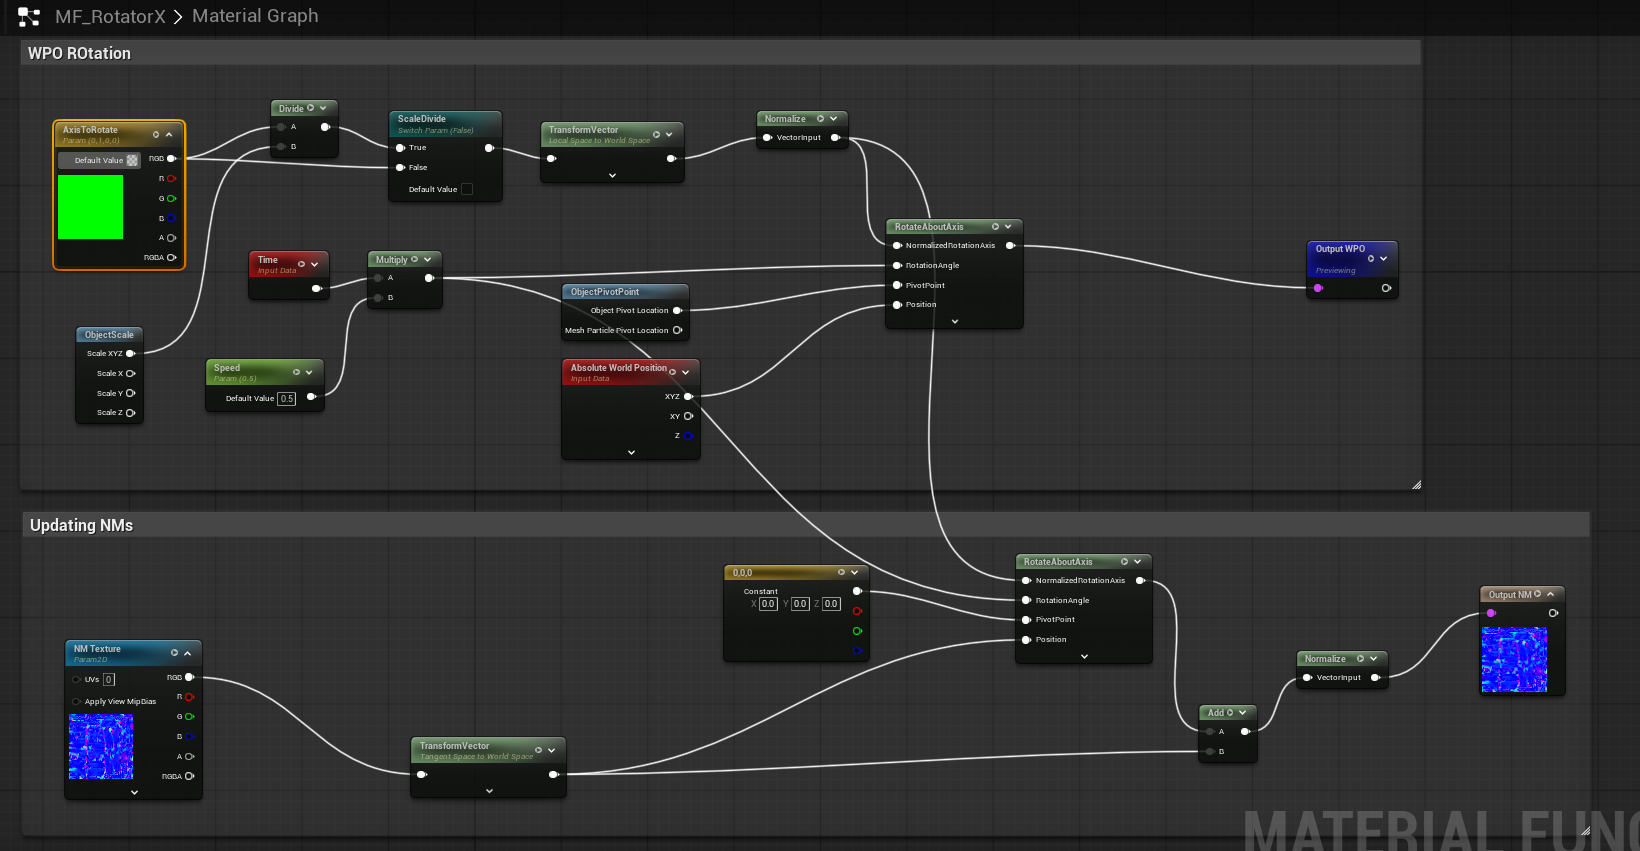 MF_RotatorX > Material Graph
WPO ROtation
AxisToRotate
Param (0,1,0,0)
Default Value
RGB
R
G
B
A
RGBA
Divide
A
B
ScaleDivide
Switch Param (False)
True
False
Default Value
TransformVector
Local Space to World Space
Normalize
VectorInput
Time
Input Data
Multiply
A
B
ObjectScale
Scale XYZ
Scale X
Scale Y
Scale Z
Speed
Param (0.5)
Default Value 0.5
ObjectPivotPoint
Object Pivot Location
Mesh Particle Pivot Location
Absolute World Position
Input Data
XYZ
XY
Z
RotateAboutAxis
NormalizedRotationAxis
RotationAngle
PivotPoint
Position
Output WPO
Previewing
Updating NMs
NM Texture
Param2D
UVs 0
Apply View MipBias
RGB
R
G
B
A
RGBA
TransformVector
Tangent Space to World Space
0,0,0
Constant
X 0.0 Y 0.0 Z 0.0
RotateAboutAxis
NormalizedRotationAxis
RotationAngle
PivotPoint
Position
Add
A
B
Normalize
VectorInput
Output NM
MATERIAL FUNC